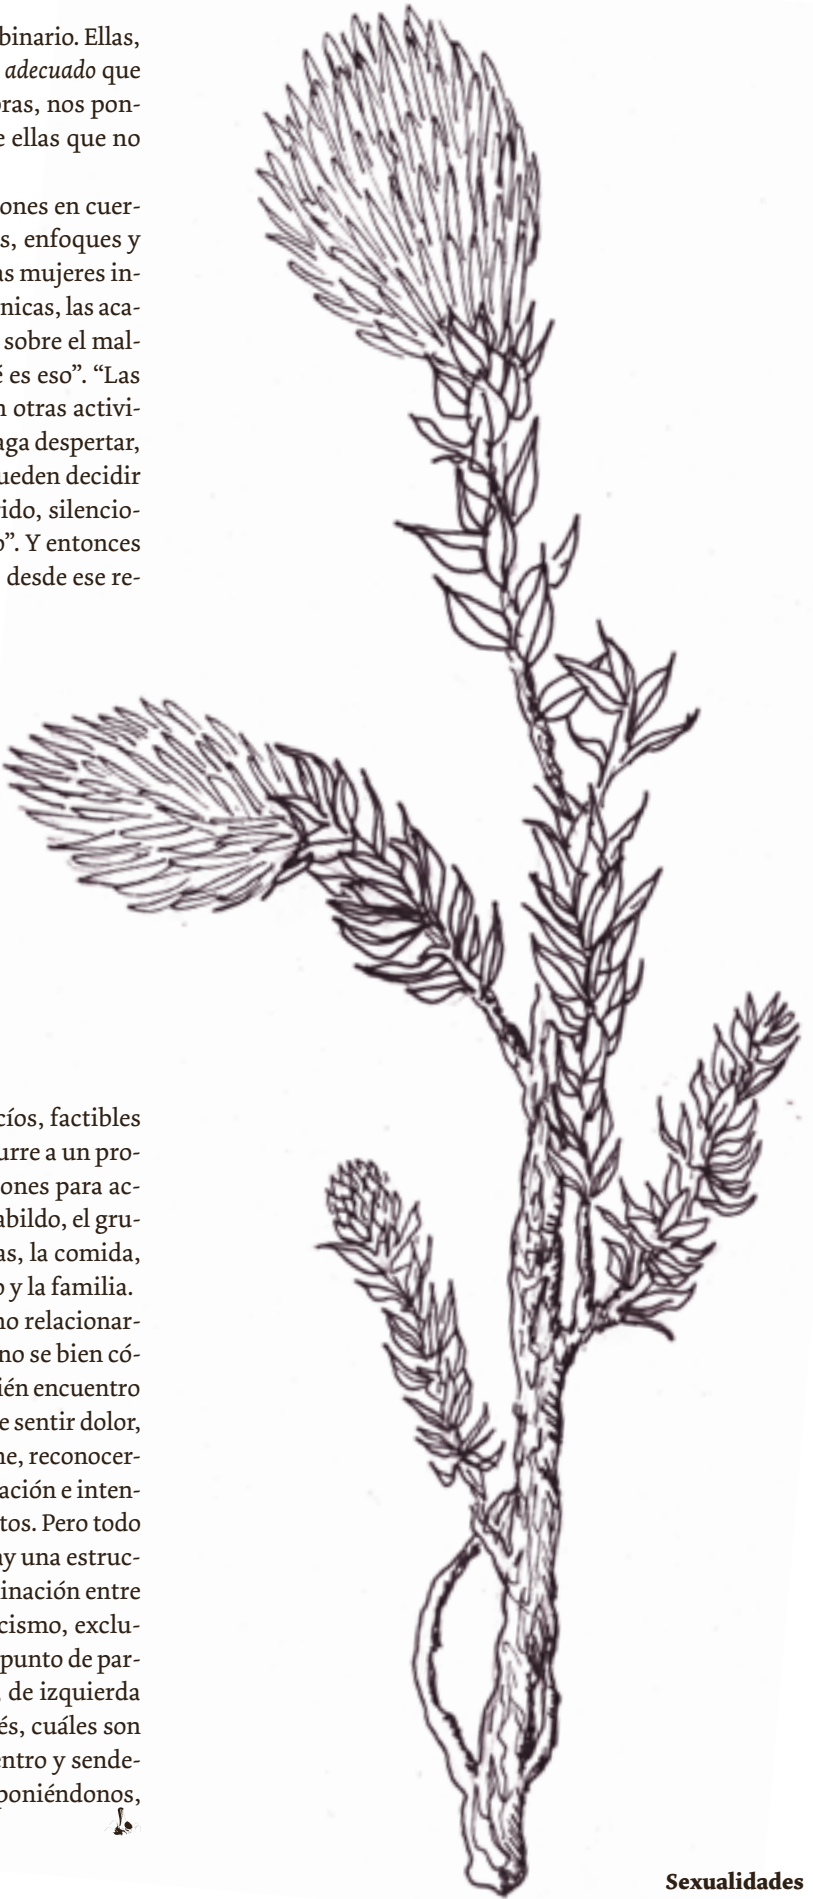 binario. Ellas,
adecuado que
ras, nos pon-
e ellas que no
ones en cuer-
s, enfoques y
as mujeres in-
nicas, las aca-
sobre el mal-
é es eso”. “Las
n otras activi-
aga despertar,
ueden decidir
ido, silencio-
o”. Y entonces
desde ese re-
cíos, factibles
urre a un pro-
ones para ac-
abildo, el gru-
as, la comida,
o y la familia.
no relacionar-
no se bien có-
ién encuentro
e sentir dolor,
ne, reconocer-
ación e inten-
tos. Pero todo
ay una estruc-
inación entre
cismo, exclu-
punto de par-
de izquierda
és, cuáles son
entro y sende-
poniéndonos,
Sexualidades